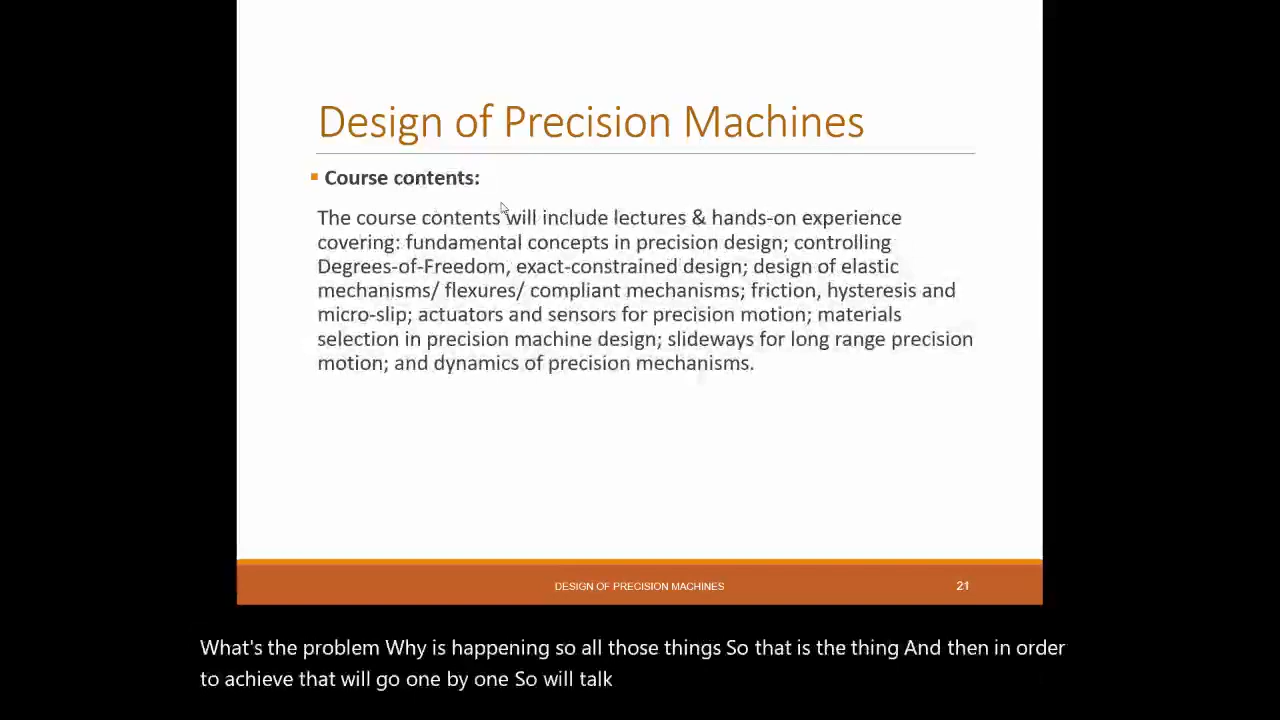 Design of Precision Machines
Course contents:
The course contents will include lectures & hands-on experience
covering: fundamental concepts in precision design; controlling
Degrees-of-Freedom, exact-constrained design; design of elastic
mechanisms/ flexures/ compliant mechanisms; friction, hysteresis and
micro-slip; actuators and sensors for precision motion; materials
selection in precision machine design; slideways for long range precision
motion; and dynamics of precision mechanisms.
DESIGN OF PRECISION MACHINES
21
What's the problem Why is happening so all those things So that is the thing And then in order
to achieve that will go one by one So will talk